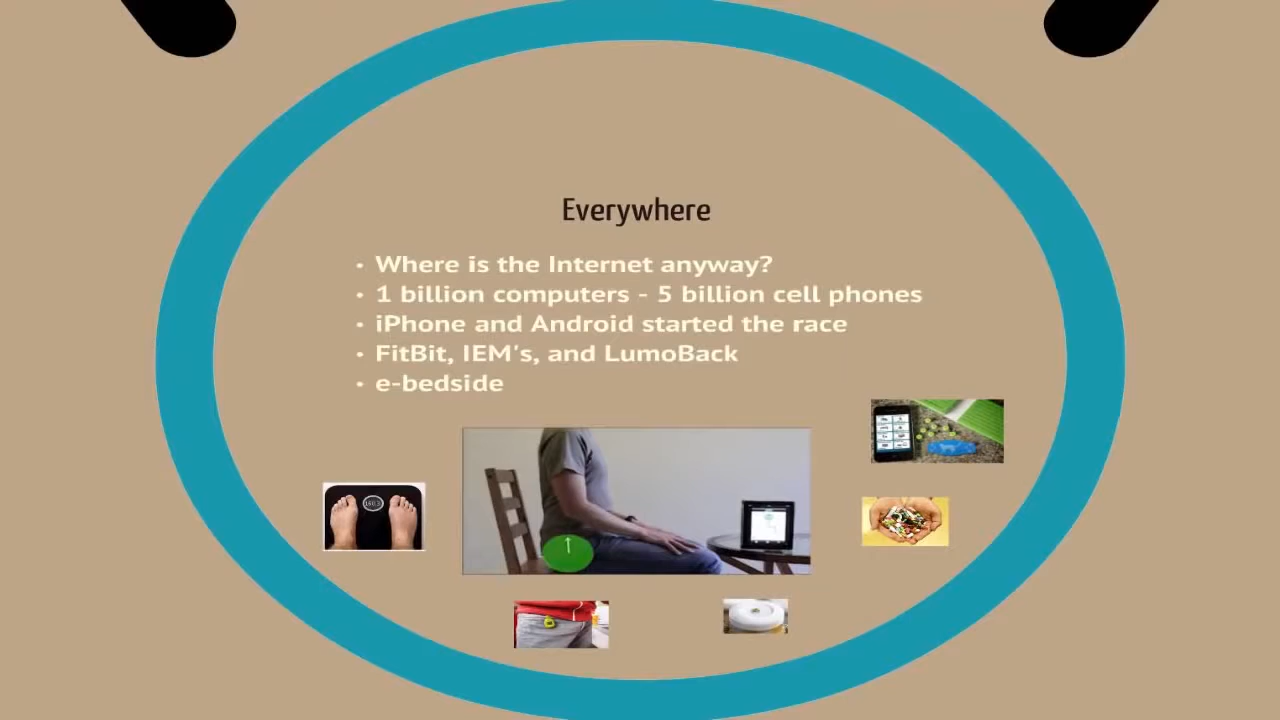 Everywhere
• Where is the Internet anyway?
• 1 billion computers - 5 billion cell phones
• iPhone and Android started the race
• FitBit, IEM's, and LumoBack
• e-bedside